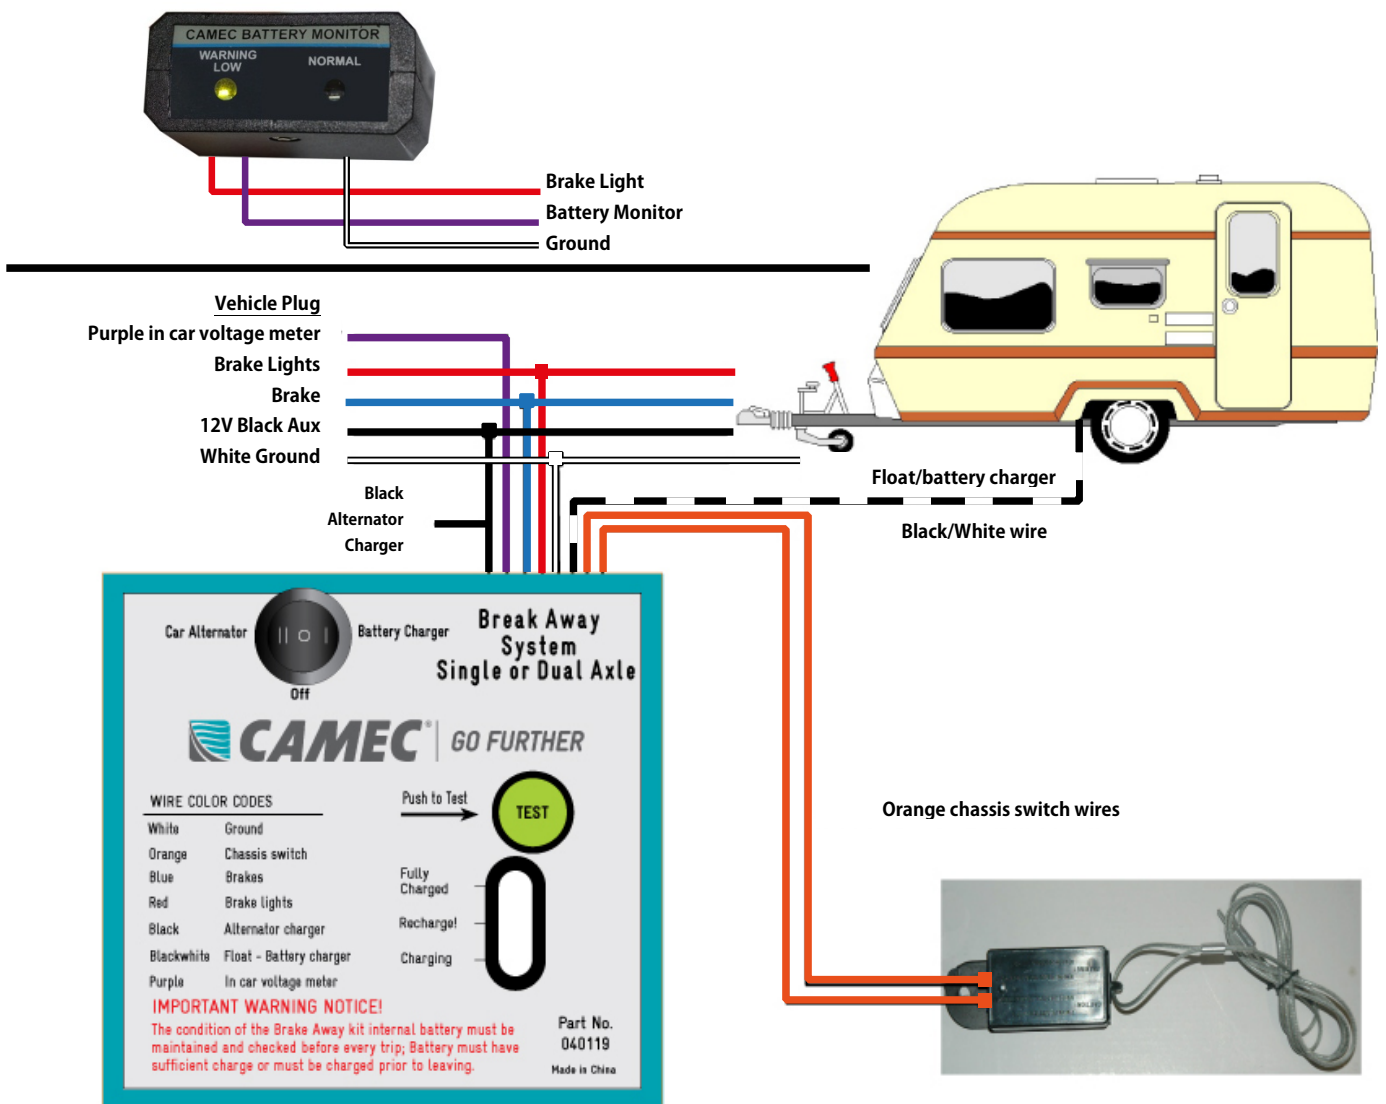 CAMEC BATTERY MONITOR
WARNING
LOW
NORMAL
Brake Light
Battery Monitor
Ground
Vehicle Plug
Purple in car voltage meter
Brake Lights
Brake
12V Black Aux
White Ground
Black
Alternator
Charger
Float/battery charger
Black/White wire
Car Alternator
Battery Charger
Off
Break Away
System
Single or Dual Axle
CAMEC® GO FURTHER
WIRE COLOR CODES
White Ground
Orange Chassis switch
Blue Brakes
Red Brake lights
Black Alternator charger
Blackwhite Float - Battery charger
Purple In car voltage meter
Push to Test
TEST
Fully
Charged
Recharge!
Charging
IMPORTANT WARNING NOTICE!
The condition of the Brake Away kit internal battery must be
maintained and checked before every trip; Battery must have
sufficient charge or must be charged prior to leaving.
Part No.
040119
Made in China
Orange chassis switch wires